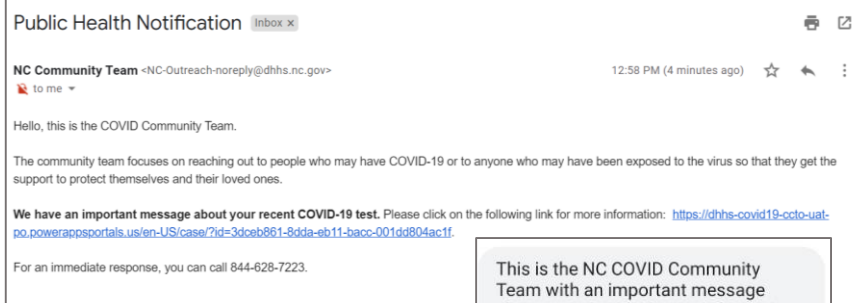 Public Health Notification Inbox x
NC Community Team <NC-Outreach-noreply@dhhs.nc.gov> 12:58 PM (4 minutes ago)
to me
Hello, this is the COVID Community Team.
The community team focuses on reaching out to people who may have COVID-19 or to anyone who may have been exposed to the virus so that they get the
support to protect themselves and their loved ones.
We have an important message about your recent COVID-19 test. Please click on the following link for more information: https://dhhs-covid19-ccto-uat-
po.powerappsportals.us/en-US/case/?id=3dceb861-8dda-eb11-bacc-001dd804ac1f.
For an immediate response, you can call 844-628-7223.
This is the NC COVID Community
Team with an important message